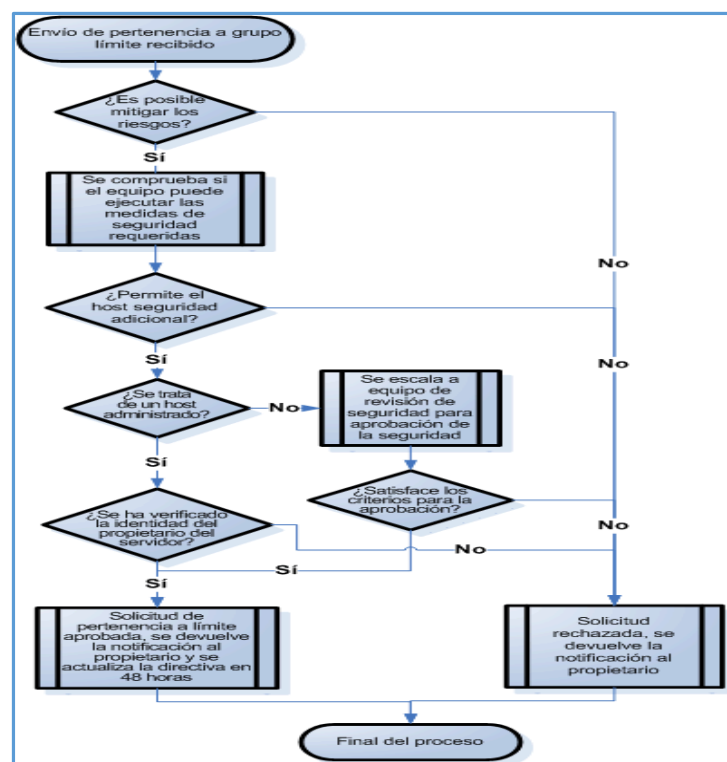 Envío de pertenencia a grupo
límite recibido
¿Es posible
mitigar los
riesgos?
Sí
Se comprueba si
el equipo puede
ejecutar las
medidas de
seguridad
requeridas
No
¿Permite el
host seguridad
adicional?
Sí
No
¿Se trata
de un host
administrado?
No
Se escala a
equipo de
revisión de
seguridad para
aprobación de
la seguridad
Sí
¿Satisface los
criterios para la
aprobación?
No
¿Se ha verificado
la identidad del
propietario del
servidor?
No
Sí
Sí
Solicitud de
pertenencia a límite
aprobada, se devuelve
la notificación al
propietario y se
actualiza la directiva en
48 horas
Solicitud
rechazada, se
devuelve la
notificación al
propietario
Final del proceso